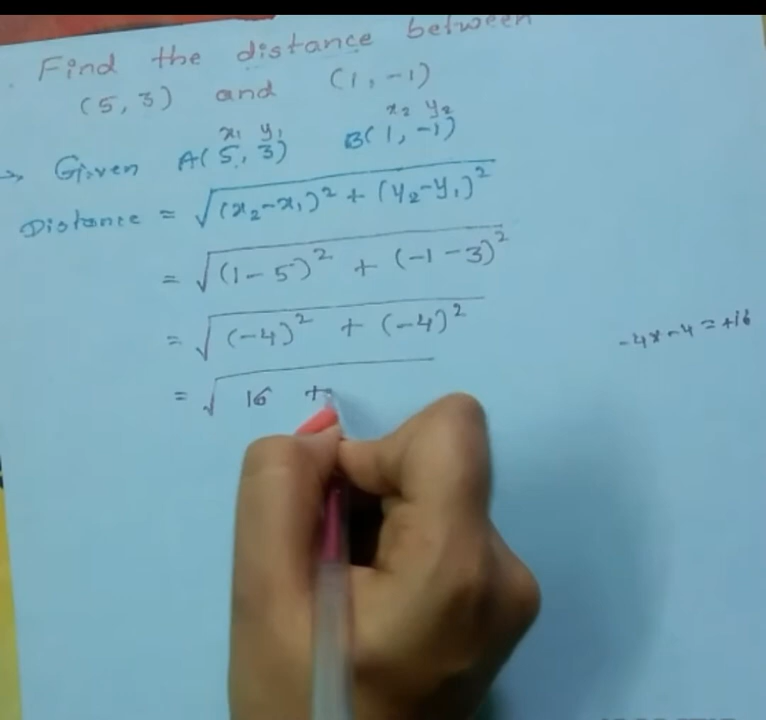 Find the distance between
(5, 3) and (1, -1)
x₁ y₁ x₂ y₂
→ Given A(5, 3) B(1, -1)
Distance = √(x₂-x₁)² + (y₂-y₁)²
= √(1-5)² + (-1-3)²
= √(-4)² + (-4)²
-4x-4=+16
= √16 +